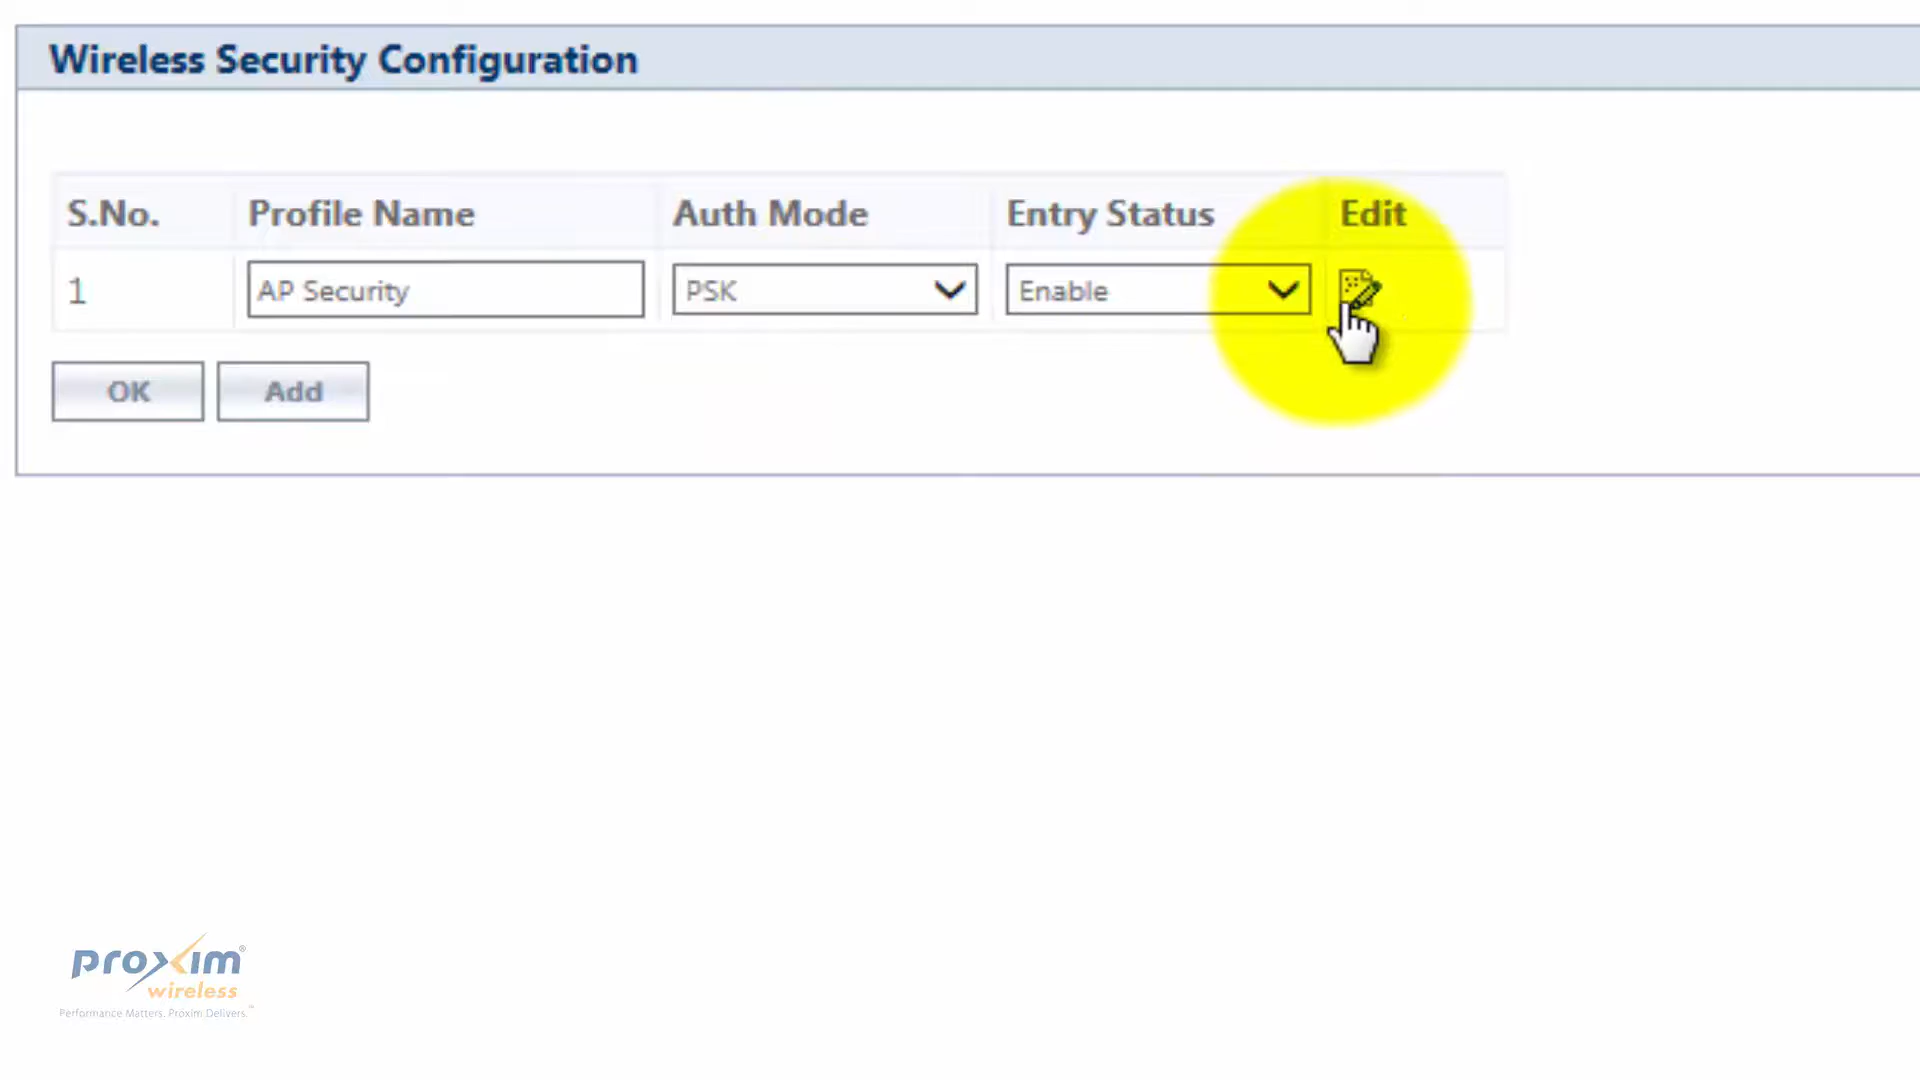 Wireless Security Configuration
S.No. Profile Name Auth Mode Entry Status Edit
1 AP Security PSK Enable
OK Add
proxim®
wireless
Performance Matters. Proxim Delivers.™